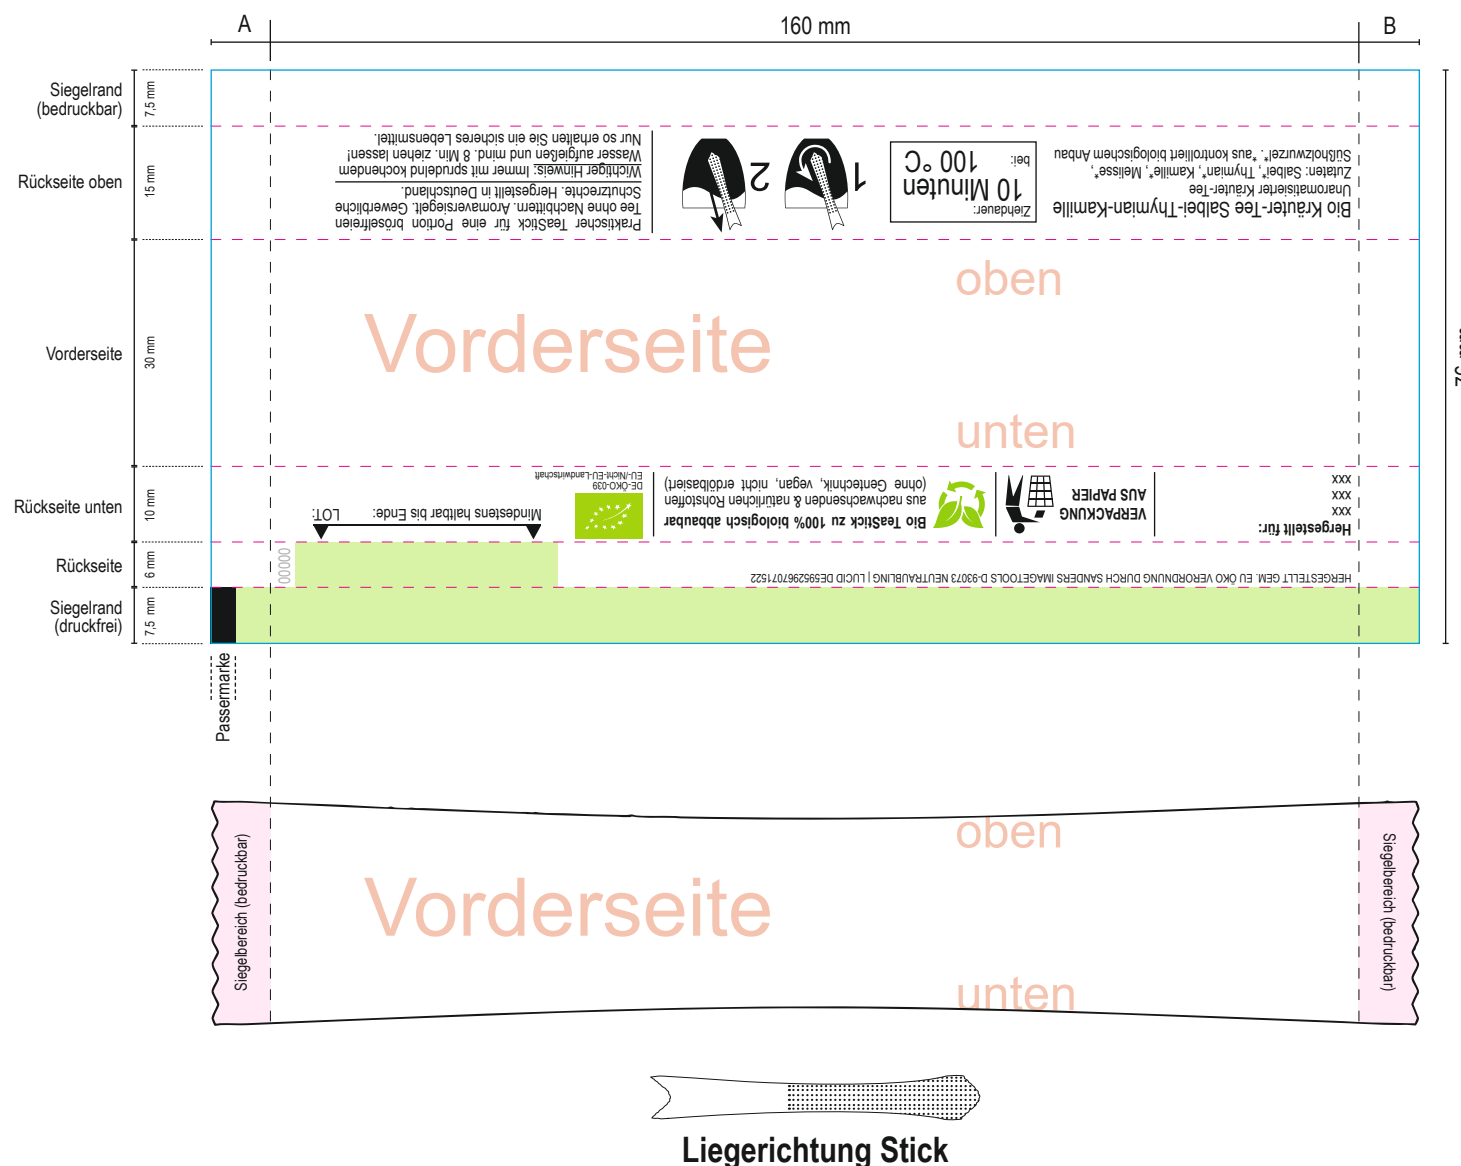 A
160 mm
B
Siegelrand
(bedruckbar)
7,5 mm
Rückseite oben
15 mm
Bio Kräuter-Tee Salbei-Thymian-Kamille
Unaromatisierter Kräuter-Tee
Zutaten: Salbei*, Thymian*, Kamille*, Melisse*,
Süßholzwurzel*. *aus kontrolliert biologischem Anbau
Ziehdauer:
10 Minuten
bei:
100 °C
1
2
Praktischer TeaStick für eine Portion bröselfreien
Tee ohne Nachbittern. Aromaversiegelt. Gewerbliche
Schutzrechte. Hergestellt in Deutschland.
Wichtiger Hinweis: Immer mit sprudelnd kochendem
Wasser aufgießen und mind. 8 Min. ziehen lassen!
Nur so erhalten Sie ein sicheres Lebensmittel.
Vorderseite
30 mm
oben
Vorderseite
unten
Rückseite unten
10 mm
Hergestellt für:
xxx
xxx
xxx
VERPACKUNG
AUS PAPIER
Bio TeaStick zu 100% biologisch abbaubar
aus nachwachsenden & natürlichen Rohstoffen
(ohne Gentechnik, vegan, nicht erdölbasiert)
DE-ÖKO-039
EU-/Nicht-EU-Landwirtschaft
Mindestens haltbar bis Ende:
LOT:
Rückseite
6 mm
00000
HERGESTELLT GEM. EU ÖKO VERORDNUNG DURCH SANDERS IMAGETOOLS D-93073 NEUTRAUBLING | LUCID DE5995296707152
Siegelrand
(druckfrei)
7,5 mm
Passermarke
Siegelbereich (bedruckbar)
oben
Vorderseite
unten
Siegelbereich (bedruckbar)
Liegerichtung Stick